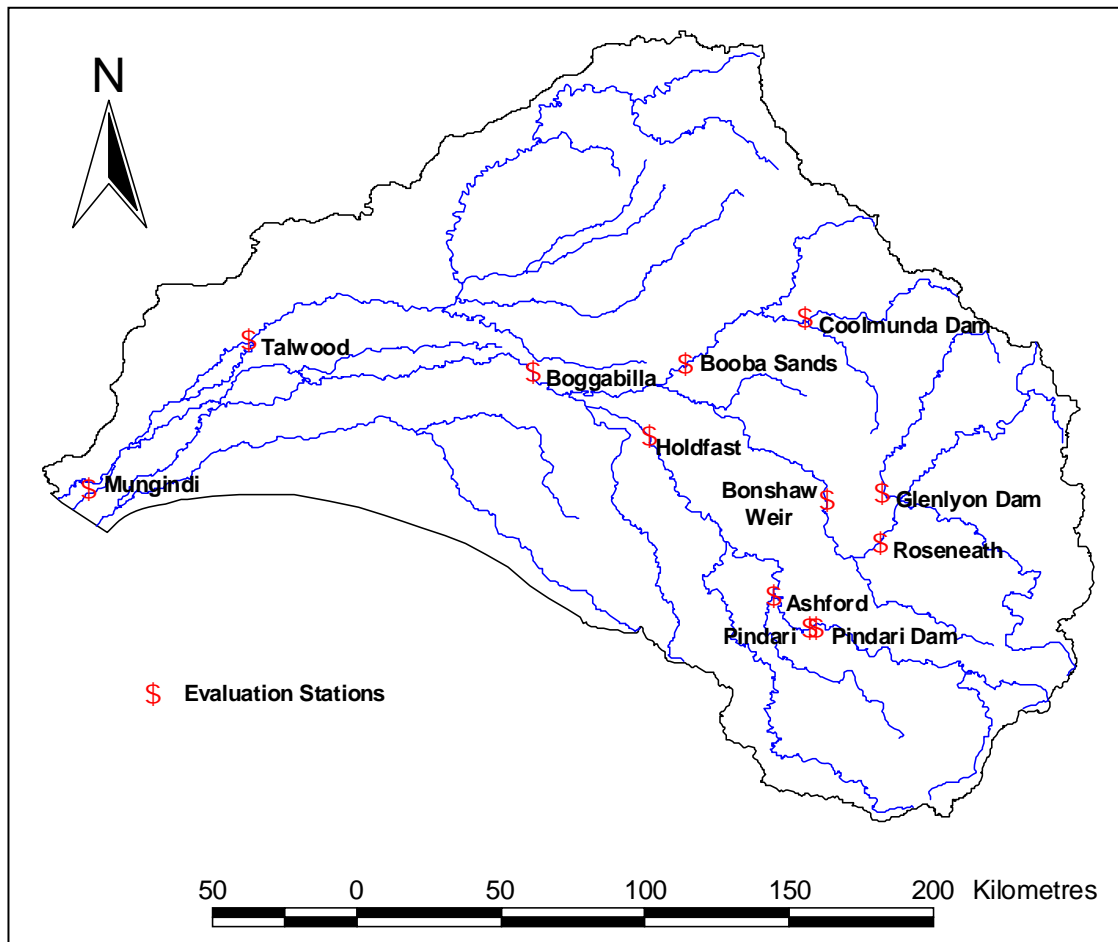 N
Coolmunda Dam
Talwood
Booba Sands
Boggabilla
Holdfast
Mungindi
Bonshaw
Weir
Glenlyon Dam
Roseneath
Ashford
Pindari
Pindari Dam
$ Evaluation Stations
50 0 50 100 150 200 Kilometres